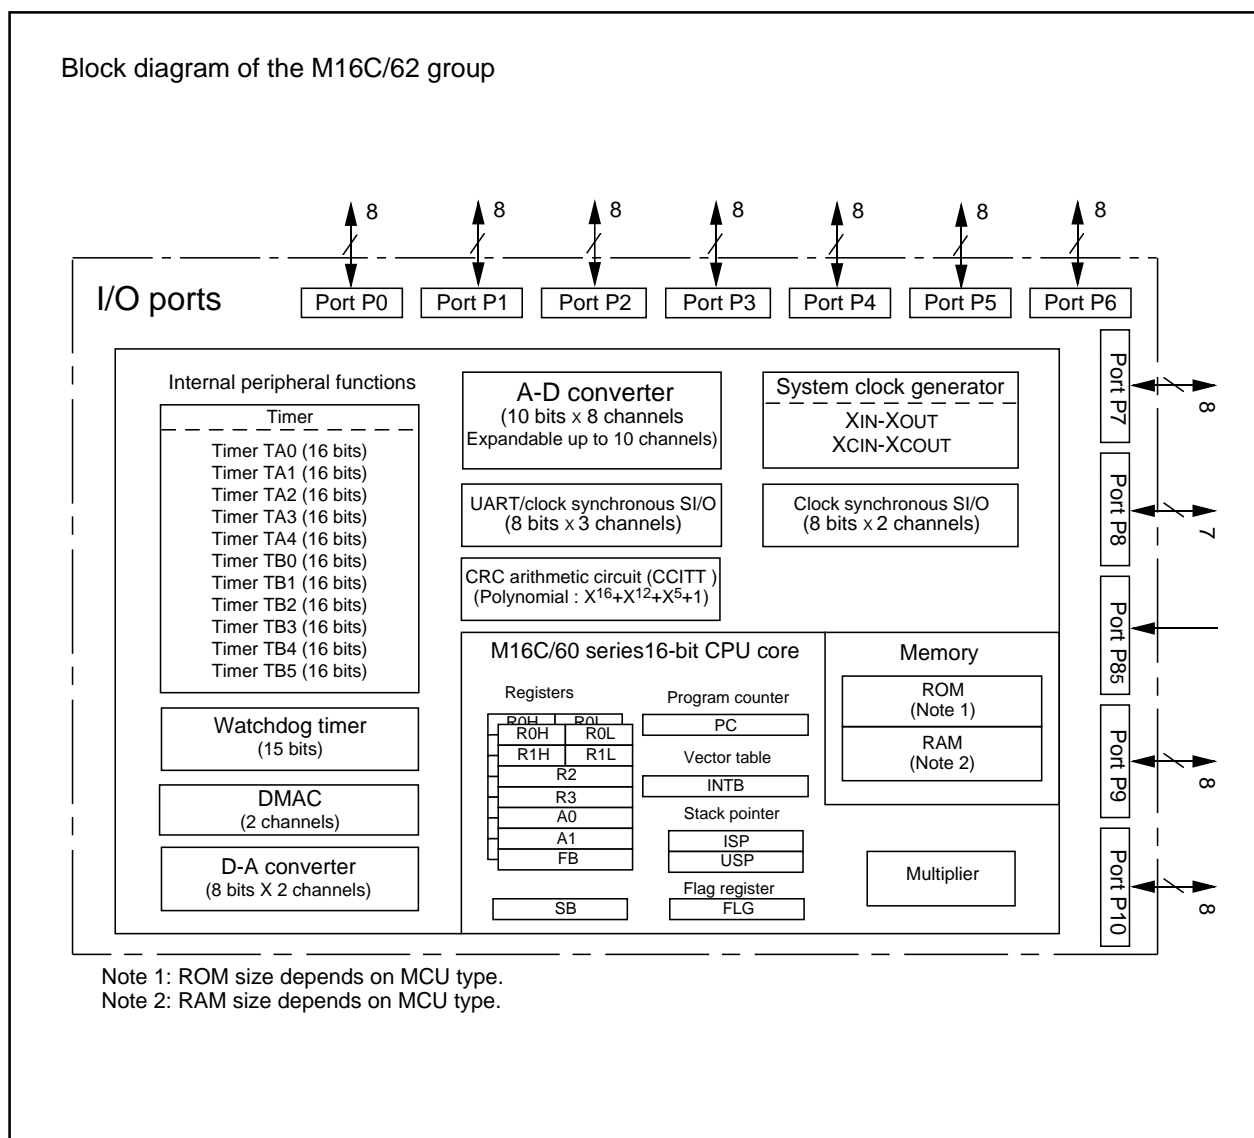 Block diagram of the M16C/62 group
8 8 8 8 8 8 8
I/O ports
Port P0 Port P1 Port P2 Port P3 Port P4 Port P5 Port P6
Port P7
8
Port P8
7
Port P85
Port P9
8
Port P10
8
Internal peripheral functions
Timer
Timer TA0 (16 bits)
Timer TA1 (16 bits)
Timer TA2 (16 bits)
Timer TA3 (16 bits)
Timer TA4 (16 bits)
Timer TB0 (16 bits)
Timer TB1 (16 bits)
Timer TB2 (16 bits)
Timer TB3 (16 bits)
Timer TB4 (16 bits)
Timer TB5 (16 bits)
Watchdog timer
(15 bits)
DMAC
(2 channels)
D-A converter
(8 bits X 2 channels)
A-D converter
(10 bits x 8 channels
Expandable up to 10 channels)
UART/clock synchronous SI/O
(8 bits x 3 channels)
CRC arithmetic circuit (CCITT )
(Polynomial : X16+X12+X5+1)
System clock generator
XIN-XOUT
XCIN-XCOUT
Clock synchronous SI/O
(8 bits x 2 channels)
M16C/60 series16-bit CPU core
Registers
R0H R0L
R0H R0L
R1H R1L
R2
R3
A0
A1
FB
SB
Program counter
PC
Vector table
INTB
Stack pointer
ISP
USP
Flag register
FLG
Memory
ROM
(Note 1)
RAM
(Note 2)
Multiplier
Note 1: ROM size depends on MCU type.
Note 2: RAM size depends on MCU type.